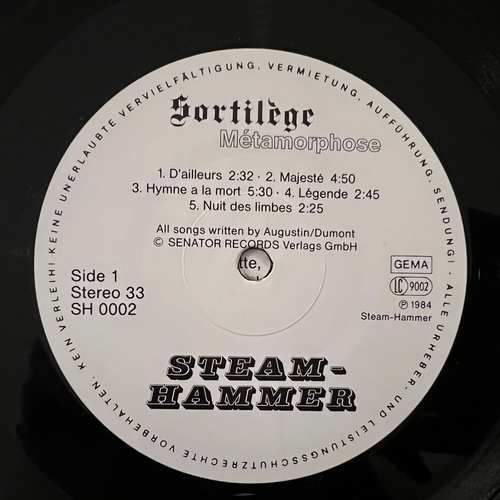 KEIN VERLEIH! KEINE UNERLAUBTE VERVIELFÄLTIGUNG, VERMIETUNG, AUFFÜHRUNG, SENDUNG! · ALLE URHEBER- UND LEISTUNGSSCHUTZRECHTE VORBEHALTEN ·
Sortilège
Métamorphose
1. D'ailleurs 2:32 · 2. Majesté 4:50
3. Hymne a la mort 5:30 · 4. Légende 2:45
5. Nuit des limbes 2:25
All songs written by Augustin/Dumont
© SENATOR RECORDS Verlags GmbH
tte,
Side 1
Stereo 33
SH 0002
GEMA
LC 9002
℗ 1984
Steam-Hammer
STEAM-
HAMMER